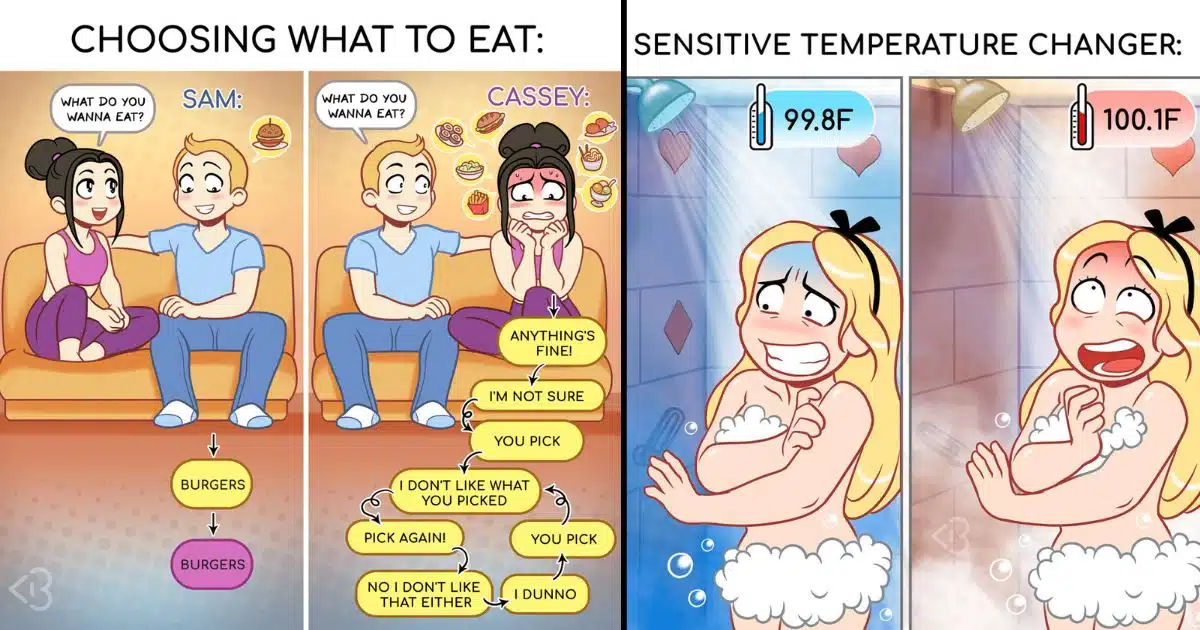 CHOOSING WHAT TO EAT:
WHAT DO YOU
WANNA EAT?
SAM:
BURGERS
BURGERS
WHAT DO YOU
WANNA EAT?
CASSEY:
ANYTHING'S
FINE!
I'M NOT SURE
YOU PICK
I DON'T LIKE WHAT
YOU PICKED
PICK AGAIN!
NO I DON'T LIKE
THAT EITHER
I DUNNO
YOU PICK
SENSITIVE TEMPERATURE CHANGER:
99.8F
100.1F